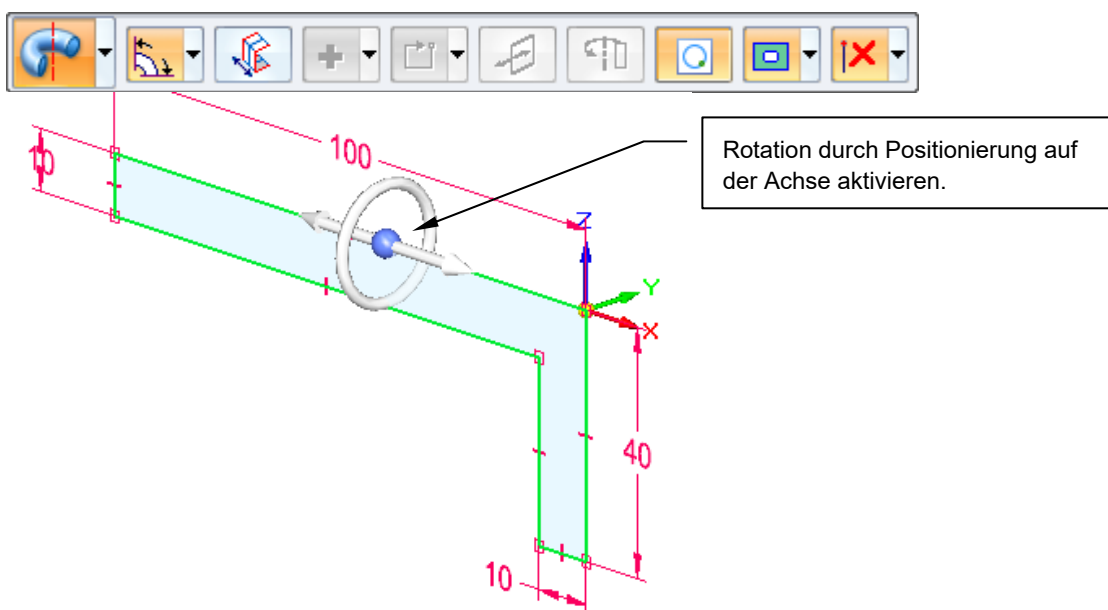 100
Rotation durch Positionierung auf
der Achse aktivieren.
10
Z
Y
X
40
10